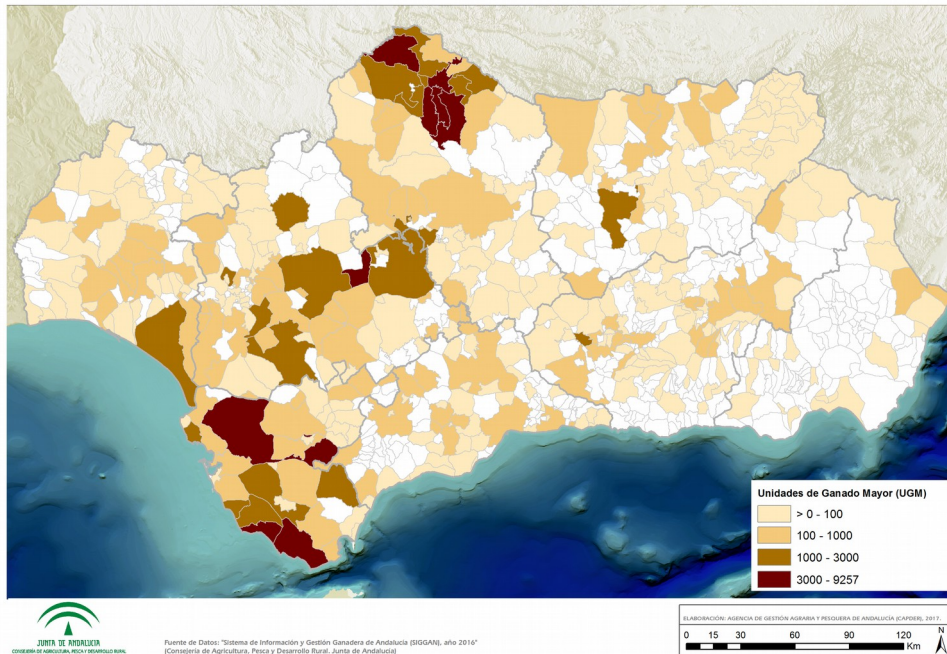 Unidades de Ganado Mayor (UGM)
> 0 - 100
100 - 1000
1000 - 3000
3000 - 9257
JUNTA DE ANDALUCIA
CONSEJERÍA DE AGRICULTURA, PESCA Y DESARROLLO RURAL
Fuente de Datos: "Sistema de Información y Gestión Ganadera de Andalucía (SIGGAN), año 2016"
(Consejería de Agricultura, Pesca y Desarrollo Rural. Junta de Andalucía)
ELABORACIÓN: AGENCIA DE GESTIÓN AGRARIA Y PESQUERA DE ANDALUCÍA (CAPDER), 2017.
0 15 30 60 90 120
Km
N